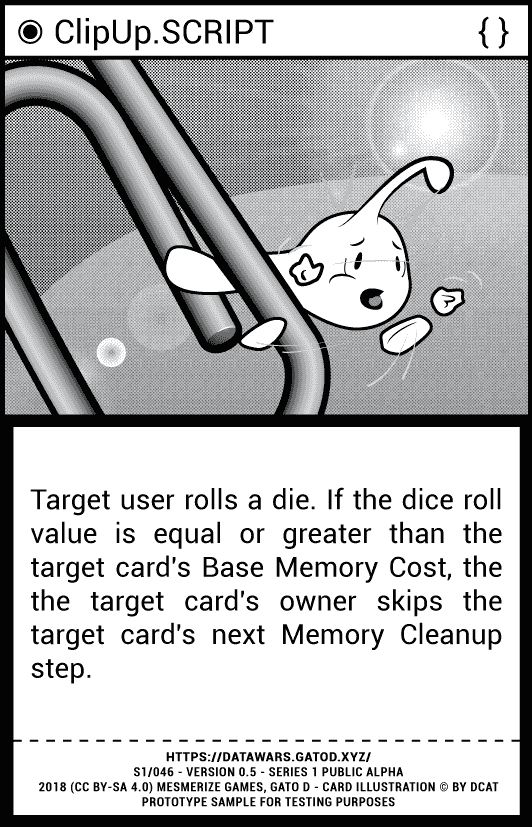 ClipUp.SCRIPT { }
Target user rolls a die. If the dice roll
value is equal or greater than the
target card's Base Memory Cost, the
the target card's owner skips the
target card's next Memory Cleanup
step.
HTTPS://DATAWARS.GATOD.XYZ/
S1/046 - VERSION 0.5 - SERIES 1 PUBLIC ALPHA
2018 (CC BY-SA 4.0) MESMERIZE GAMES, GATO D - CARD ILLUSTRATION © BY DCAT
PROTOTYPE SAMPLE FOR TESTING PURPOSES